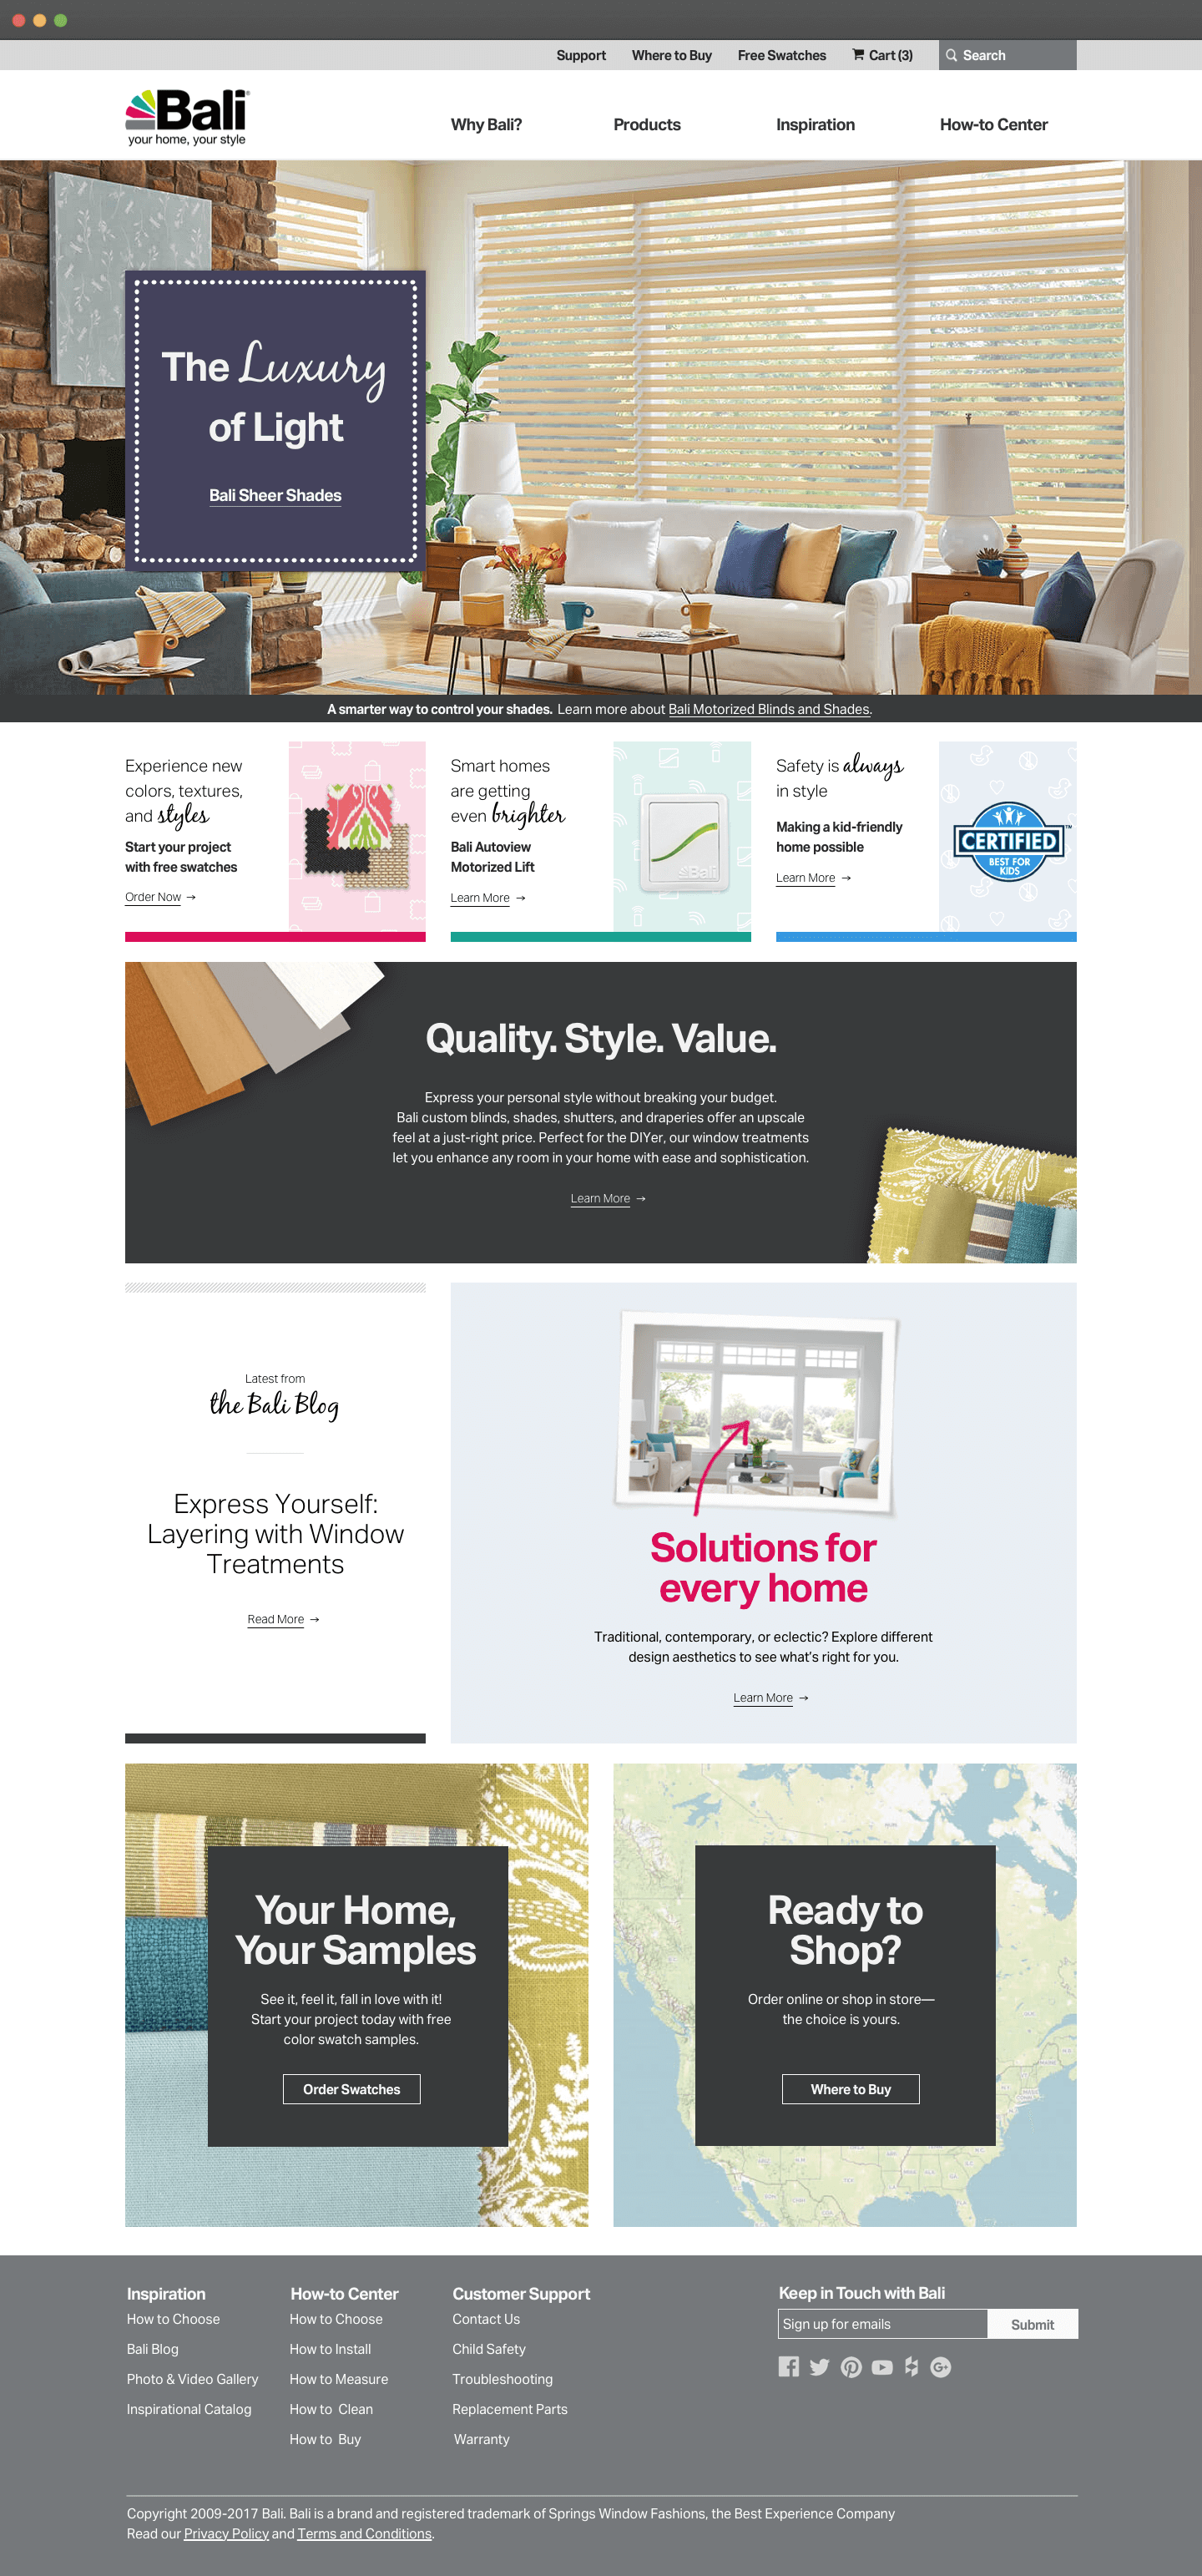 Support
Where to Buy
Free Swatches
Cart (3)
Search
Bali®
your home, your style
Why Bali?
Products
Inspiration
How-to Center
The Luxury
of Light
Bali Sheer Shades
A smarter way to control your shades. Learn more about Bali Motorized Blinds and Shades.
Experience new
colors, textures,
and styles
Start your project
with free swatches
Order Now →
Smart homes
are getting
even brighter
Bali Autoview
Motorized Lift
Learn More →
Bali
Safety is always
in style
Making a kid-friendly
home possible
Learn More →
CERTIFIED™
BEST FOR
KIDS
Quality. Style. Value.
Express your personal style without breaking your budget.
Bali custom blinds, shades, shutters, and draperies offer an upscale
feel at a just-right price. Perfect for the DIYer, our window treatments
let you enhance any room in your home with ease and sophistication.
Learn More →
Latest from
the Bali Blog
Express Yourself:
Layering with Window
Treatments
Read More →
Solutions for
every home
Traditional, contemporary, or eclectic? Explore different
design aesthetics to see what's right for you.
Learn More →
Your Home,
Your Samples
See it, feel it, fall in love with it!
Start your project today with free
color swatch samples.
Order Swatches
Ready to
Shop?
Order online or shop in store—
the choice is yours.
Where to Buy
Inspiration
How to Choose
Bali Blog
Photo & Video Gallery
Inspirational Catalog
How-to Center
How to Choose
How to Install
How to Measure
How to  Clean
How to  Buy
Customer Support
Contact Us
Child Safety
Troubleshooting
Replacement Parts
Warranty
Keep in Touch with Bali
Sign up for emails
Submit
Copyright 2009-2017 Bali. Bali is a brand and registered trademark of Springs Window Fashions, the Best Experience Company
Read our Privacy Policy and Terms and Conditions.